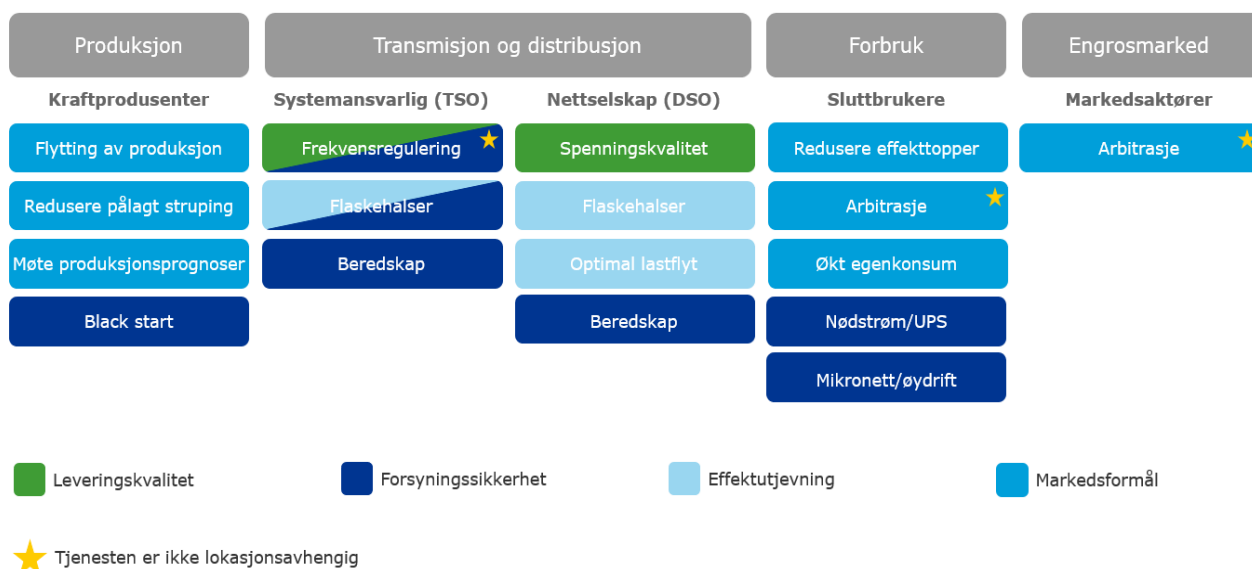 Produksjon
Transmisjon og distribusjon
Forbruk
Engrosmarked
Kraftprodusenter
Systemansvarlig (TSO)
Nettselskap (DSO)
Sluttbrukere
Markedsaktører
Flytting av produksjon
Frekvensregulering
Spenningskvalitet
Redusere effekttopper
Arbitrasje
Redusere pålagt struping
Flaskehalser
Flaskehalser
Arbitrasje
Møte produksjonsprognoser
Beredskap
Optimal lastflyt
Økt egenkonsum
Black start
Beredskap
Nødstrøm/UPS
Mikronett/øydrift
Leveringskvalitet
Forsyningssikkerhet
Effektutjevning
Markedsformål
Tjenesten er ikke lokasjonsavhengig